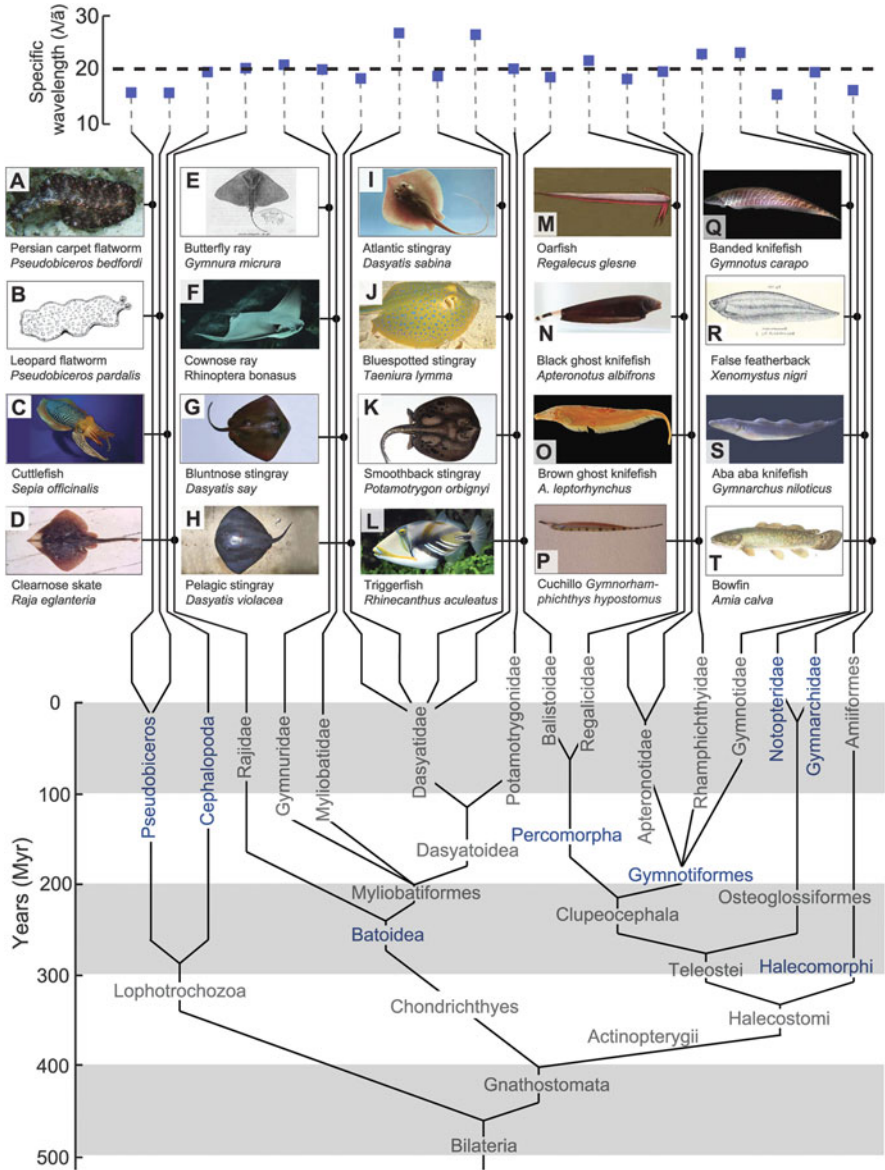 30
20
10
Specific
wavelength (λ/ā)
A
Persian carpet flatworm
Pseudobiceros bedfordi
B
Leopard flatworm
Pseudobiceros pardalis
C
Cuttlefish
Sepia officinalis
D
Clearnose skate
Raja eglanteria
E
Butterfly ray
Gymnura micrura
F
Cownose ray
Rhinoptera bonasus
G
Bluntnose stingray
Dasyatis say
H
Pelagic stingray
Dasyatis violacea
I
Atlantic stingray
Dasyatis sabina
J
Bluespotted stingray
Taeniura lymma
K
Smoothback stingray
Potamotrygon orbignyi
L
Triggerfish
Rhinecanthus aculeatus
M
Oarfish
Regalecus glesne
N
Black ghost knifefish
Apteronotus albifrons
O
Brown ghost knifefish
A. leptorhynchus
P
Cuchillo Gymnorham-
phichthys hypostomus
Q
Banded knifefish
Gymnotus carapo
R
False featherback
Xenomystus nigri
S
Aba aba knifefish
Gymnarchus niloticus
T
Bowfin
Amia calva
Years (Myr)
0
100
200
300
400
500
Pseudobiceros
Cephalopoda
Rajidae
Gymnuridae
Myliobatidae
Dasyatidae
Potamotrygonidae
Balistoidae
Regalicidae
Apteronotidae
Rhamphichthyidae
Gymnotidae
Notopteridae
Gymnarchidae
Amiiformes
Percomorpha
Dasyatoidea
Gymnotiformes
Myliobatiformes
Osteoglossiformes
Clupeocephala
Batoidea
Teleostei
Halecomorphi
Lophotrochozoa
Chondrichthyes
Halecostomi
Actinopterygii
Gnathostomata
Bilateria